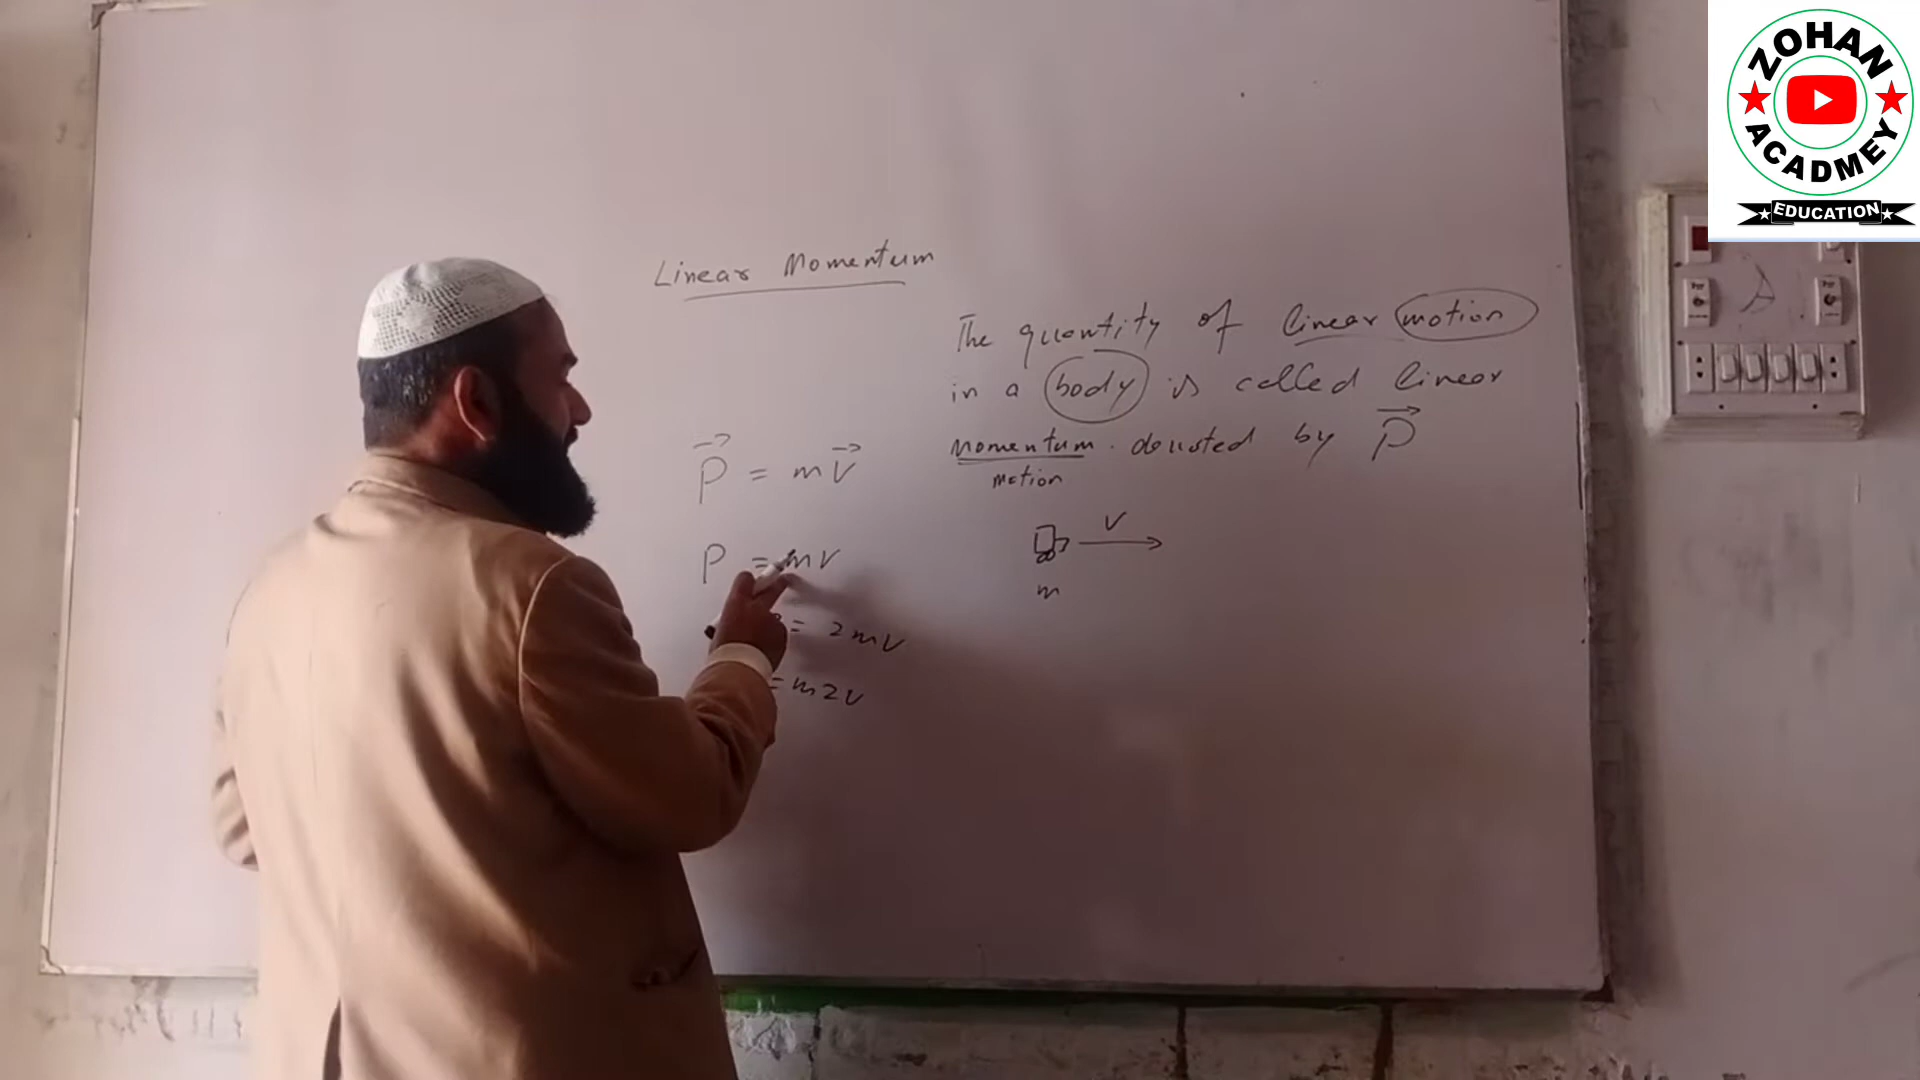 Linear Momentum
The quantity of linear motion
in a body is called linear
Momentum. denoted by P
motion
P = mV
V
m
P = mV
= 2mV
= m2V
ZOHAN
ACADMEY
EDUCATION